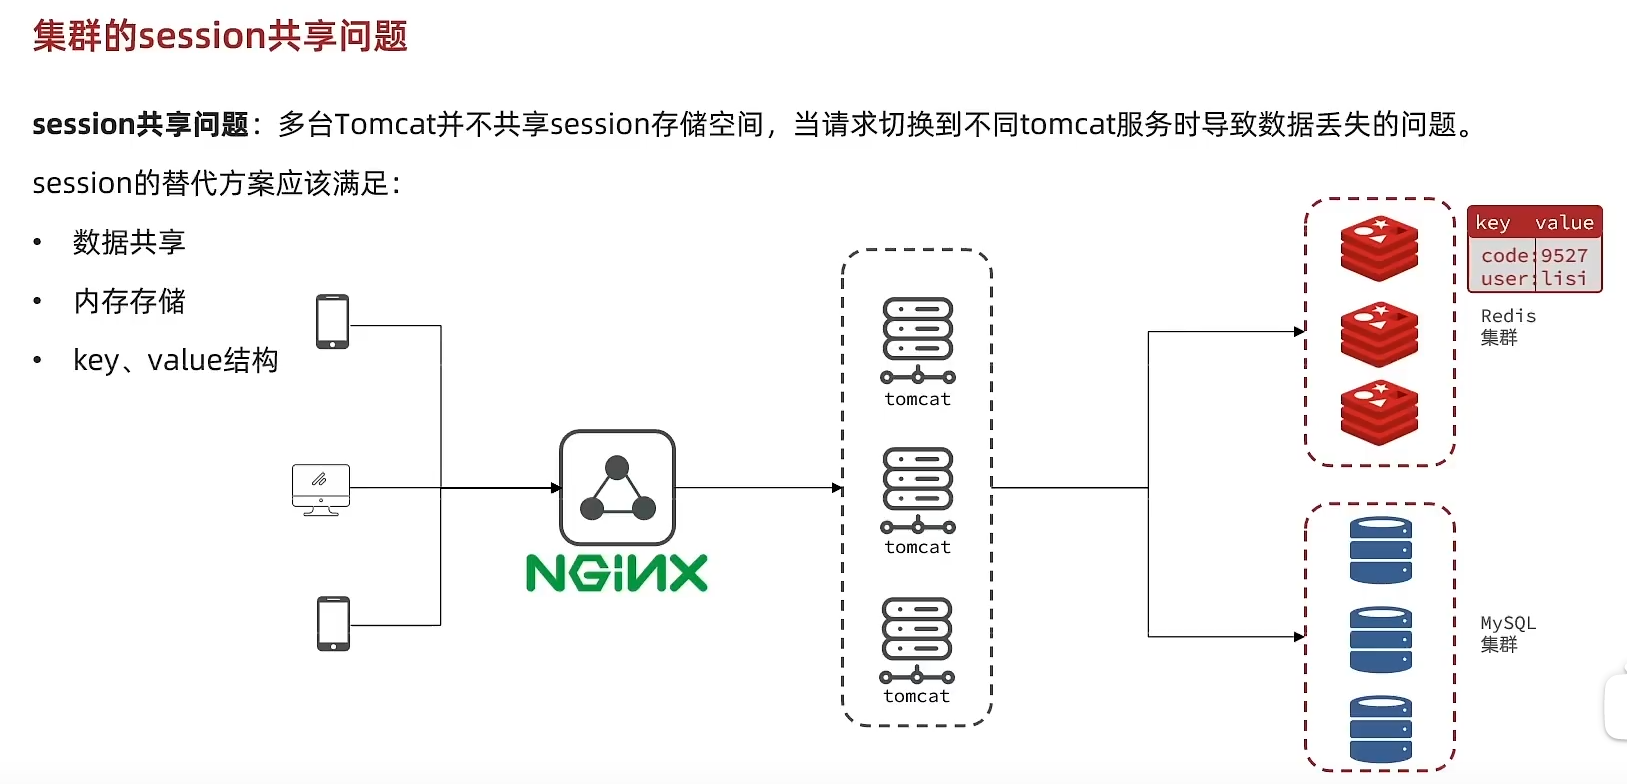 集群的session共享问题
session共享问题：多台Tomcat并不共享session存储空间，当请求切换到不同tomcat服务时导致数据丢失的问题。
session的替代方案应该满足：
• 数据共享
• 内存存储
• key、value结构
NGINX
tomcat
tomcat
tomcat
key value
code:9527
user:lisi
Redis
集群
MySQL
集群